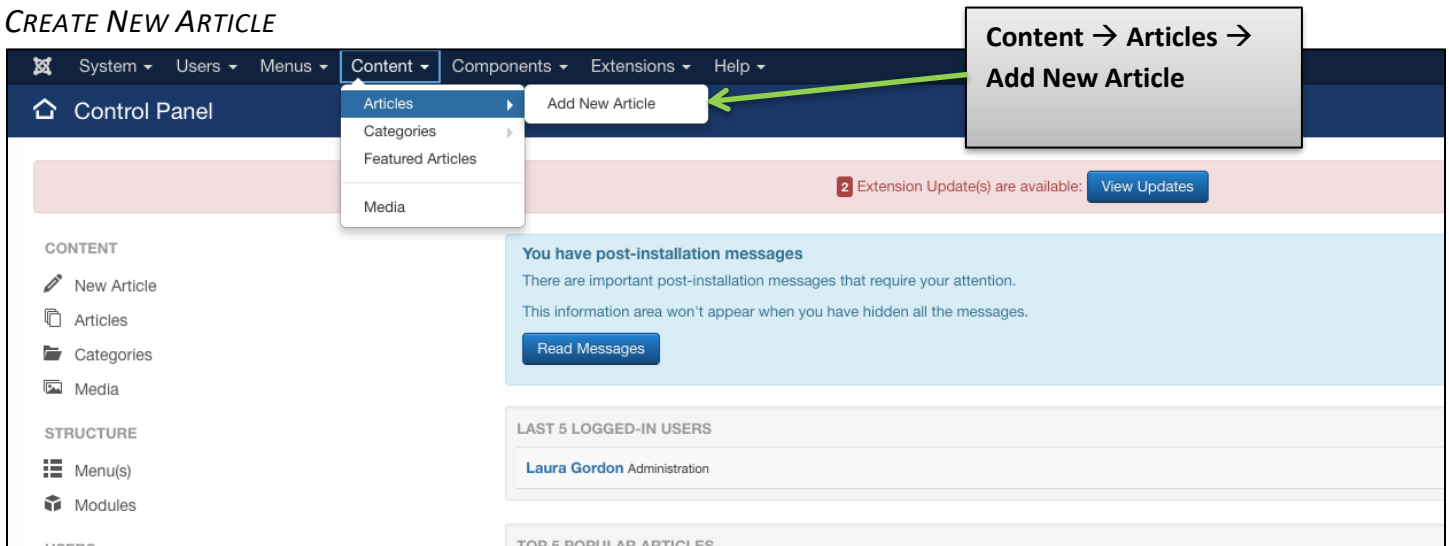 CREATE NEW ARTICLE
Content → Articles →
Add New Article
System Users Menus Content Components Extensions Help
Control Panel
Articles
Add New Article
Categories
Featured Articles
Media
2 Extension Update(s) are available: View Updates
CONTENT
New Article
Articles
Categories
Media
STRUCTURE
Menu(s)
Modules
You have post-installation messages
There are important post-installation messages that require your attention.
This information area won't appear when you have hidden all the messages.
Read Messages
LAST 5 LOGGED-IN USERS
Laura Gordon Administration
TOP 5 POPULAR ARTICLES